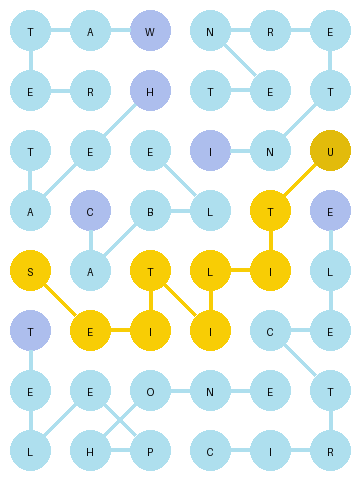 T A W N R E
E R H T E T
T E E I N U
A C B L T E
S A T L I L
T E I I C E
E E O N E T
L H P C I R